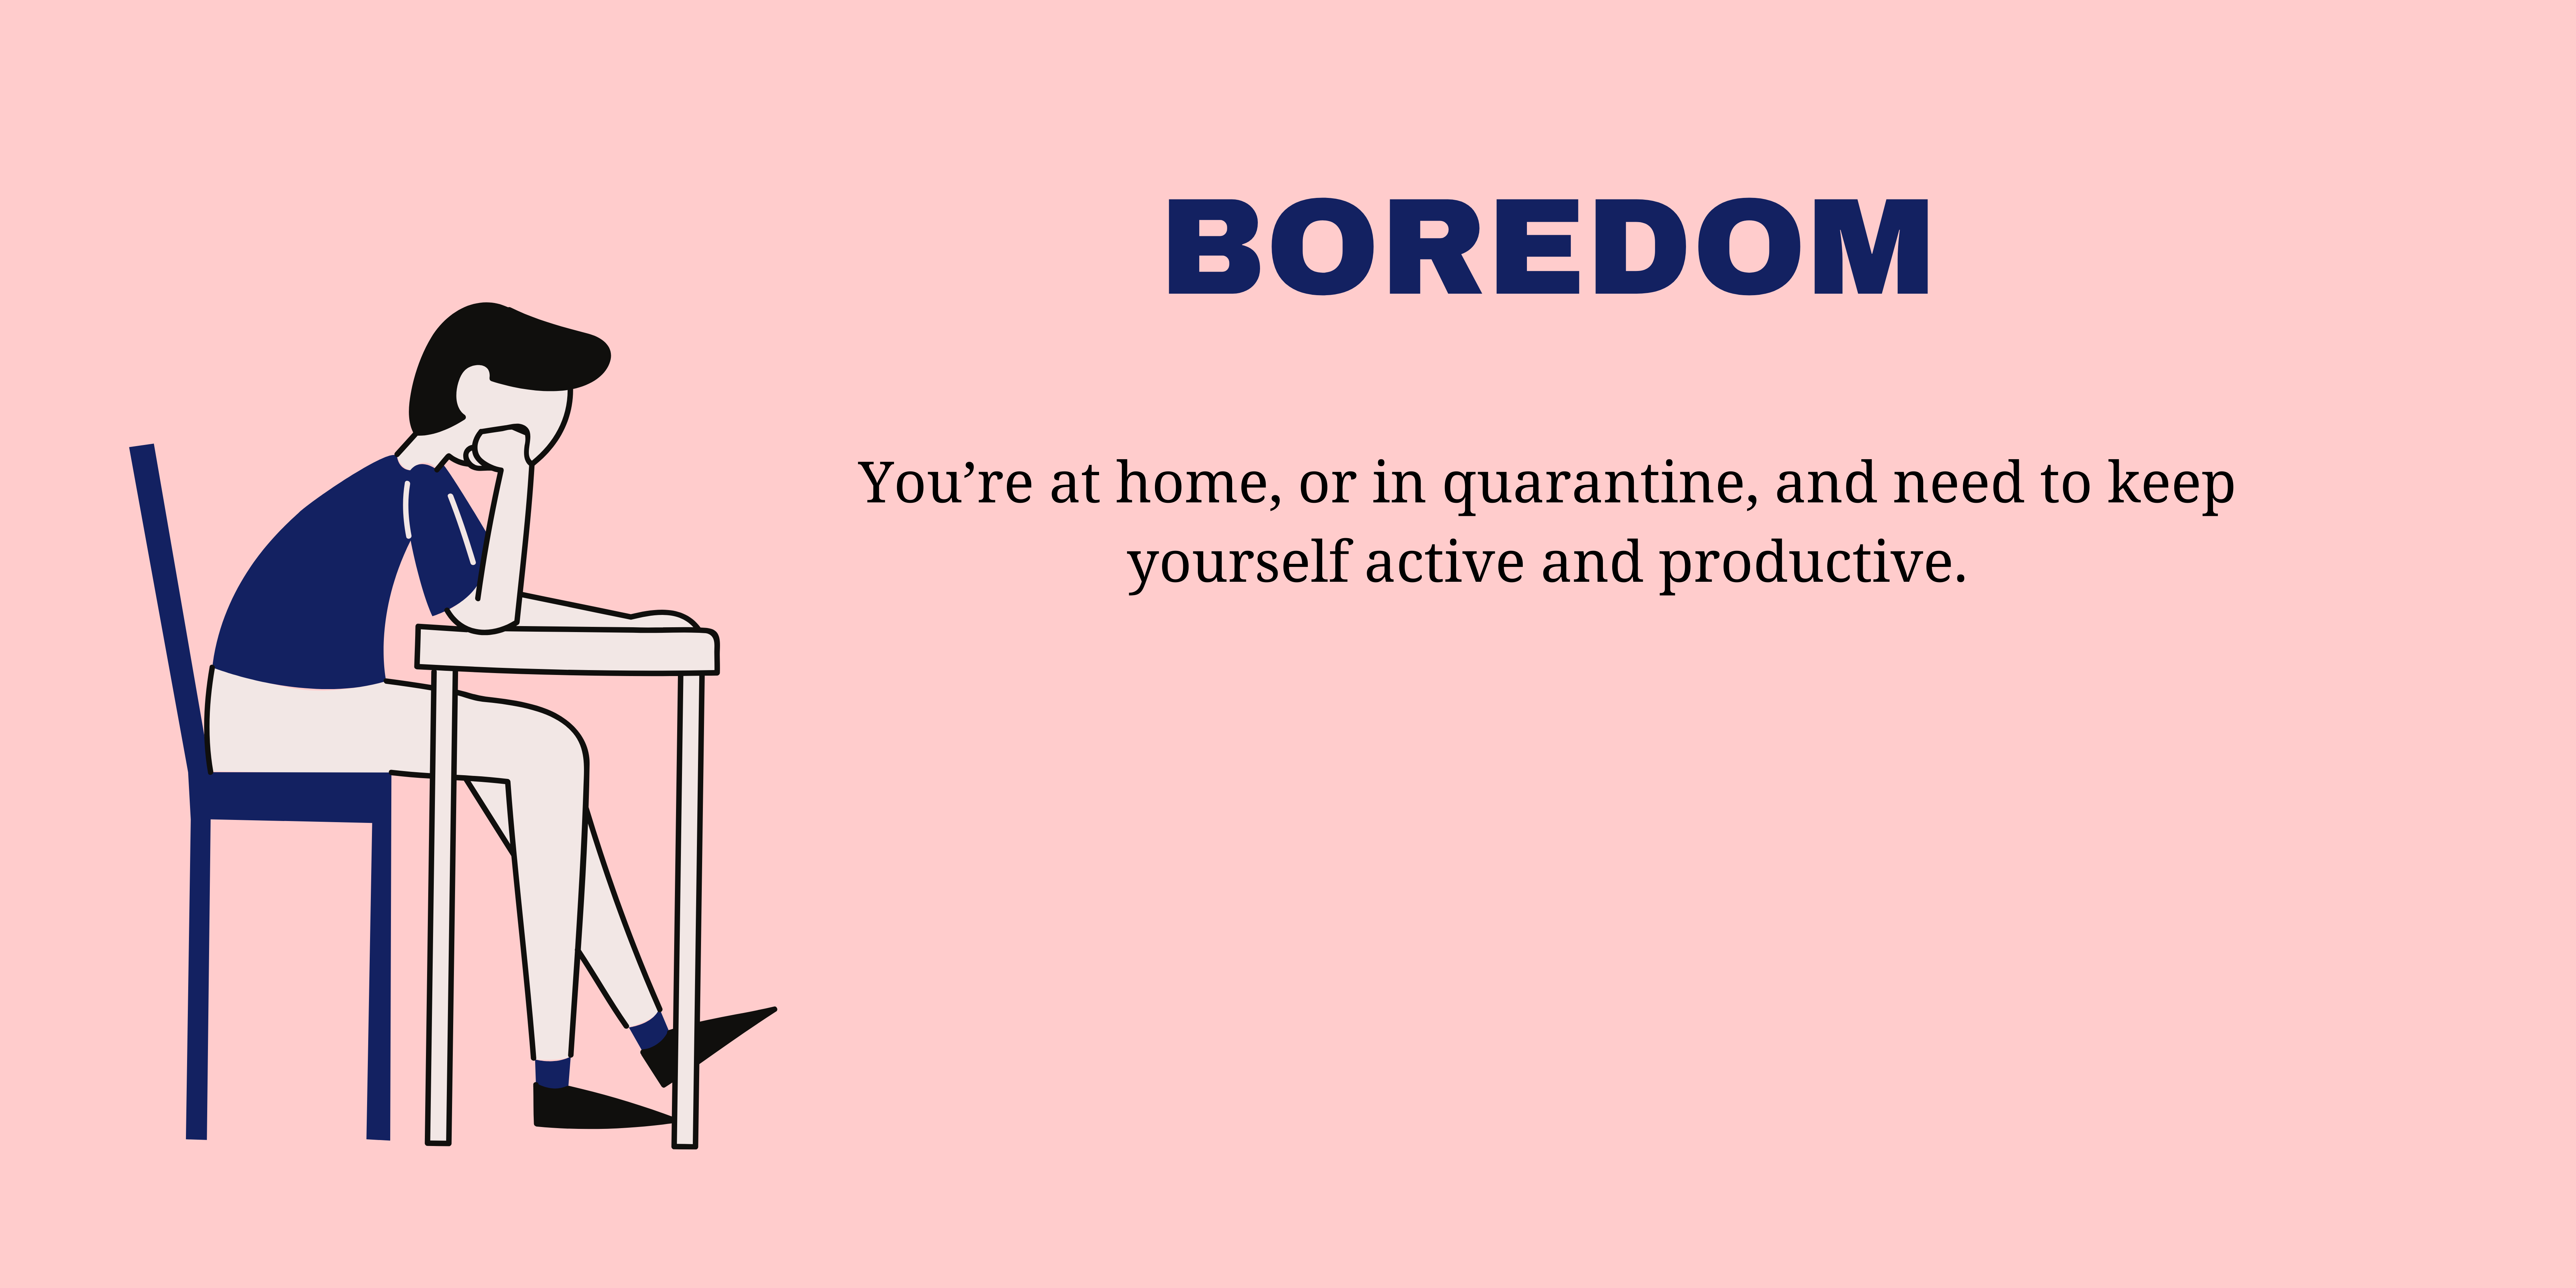 BOREDOM
You’re at home, or in quarantine, and need to keep
yourself active and productive.